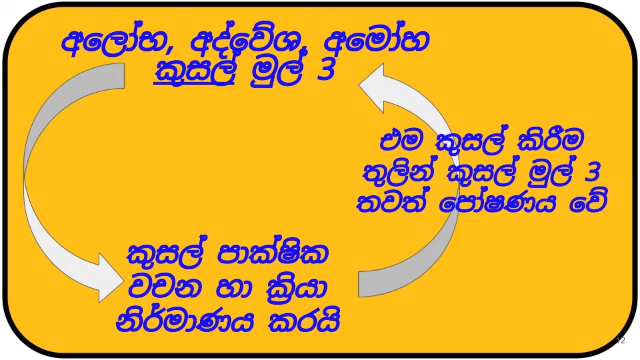 අලෝභ, අද්වේශ, අමෝහ
කුසල් මුල් 3
එම කුසල් කිරීම
තුලින් කුසල් මුල් 3
තවත් පෝෂණය වේ
කුසල් පාක්ෂික
වචන හා ක්‍රියා
නිර්මාණය කරයි